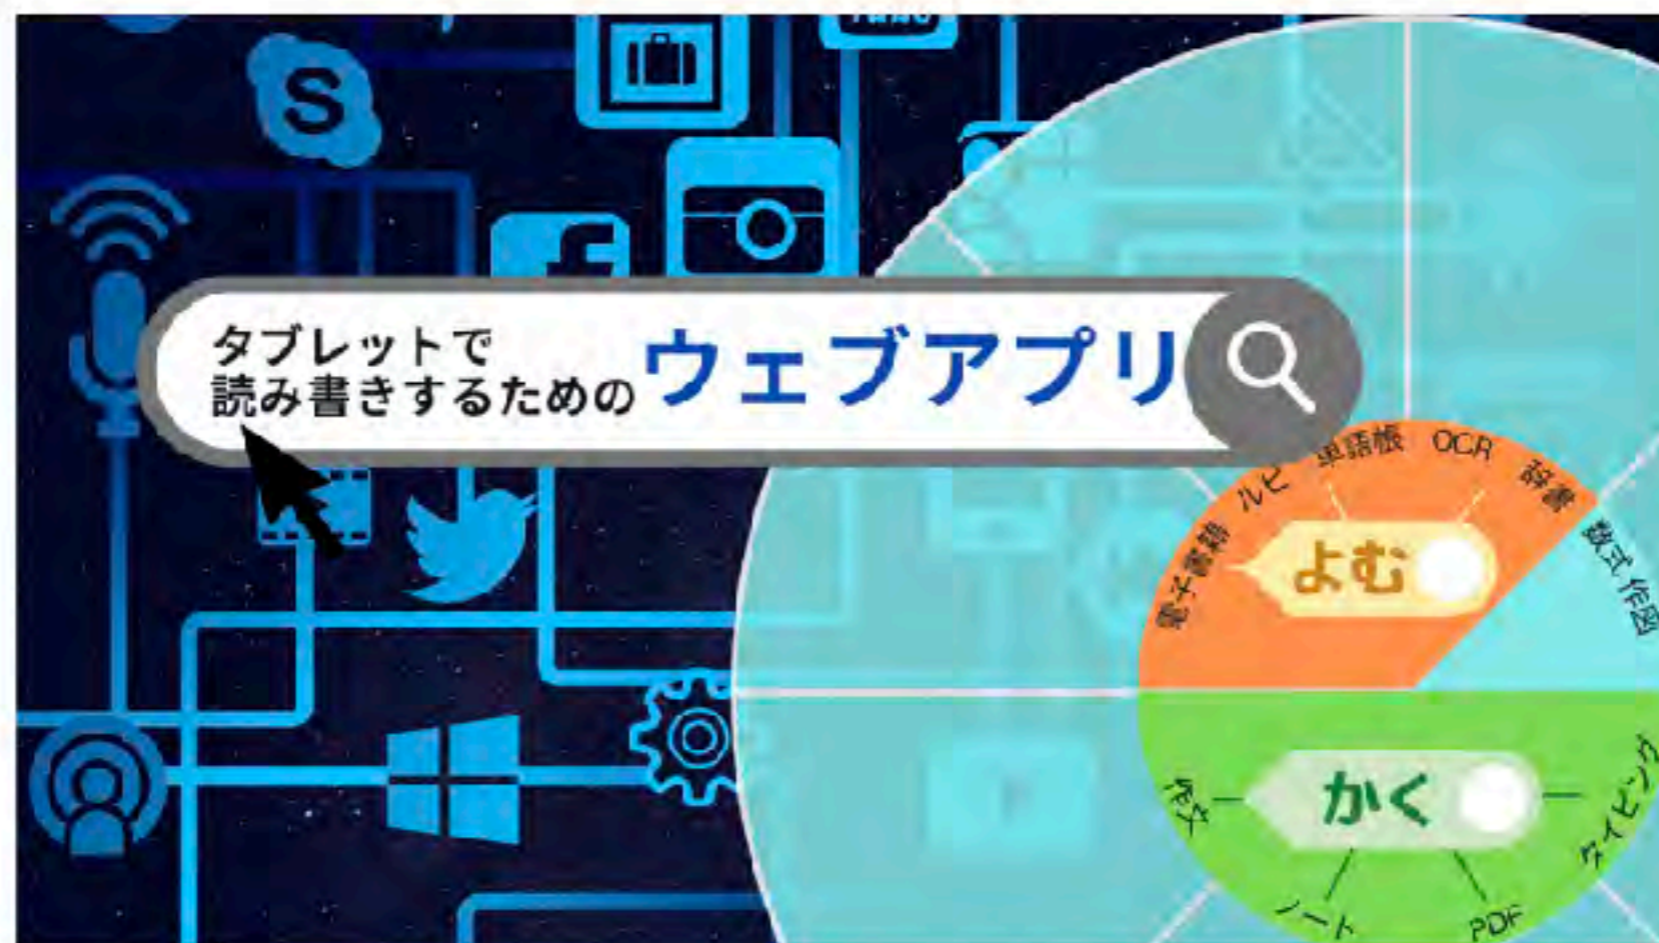 タブレットで
読み書きするための
ウェブアプリ
電子書籍
ルビ
単語帳
OCR
辞書
よむ
数式
作図
かく
作文
ノート
PDF
タイピング